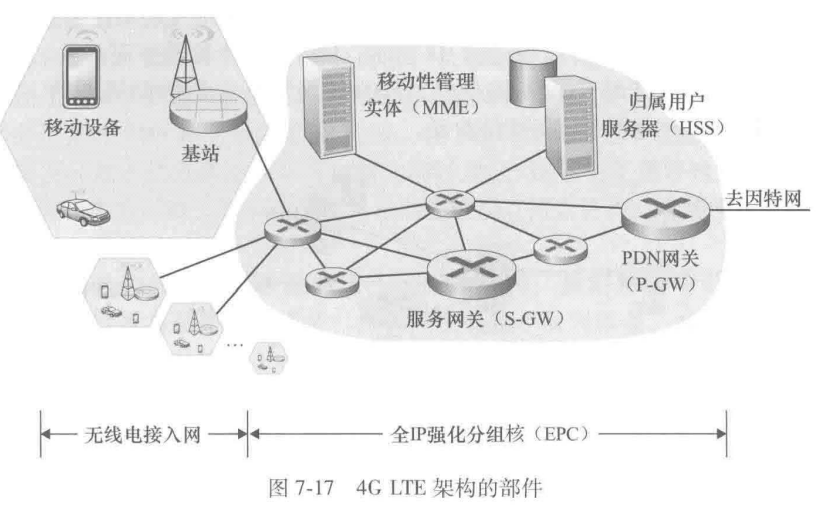 移动设备
基站
移动性管理
实体（MME）
归属用户
服务器（HSS）
去因特网
PDN网关
（P-GW）
服务网关（S-GW）
…
无线电接入网
全IP强化分组核（EPC）
图 7-17 4G LTE 架构的部件